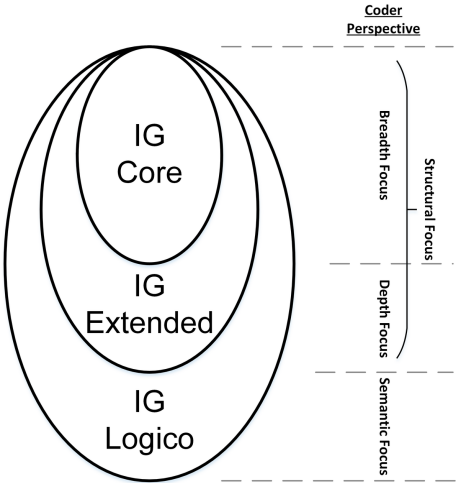 Coder
Perspective
IG
Core
IG
Extended
IG
Logico
Breadth Focus
Structural Focus
Depth Focus
Semantic Focus